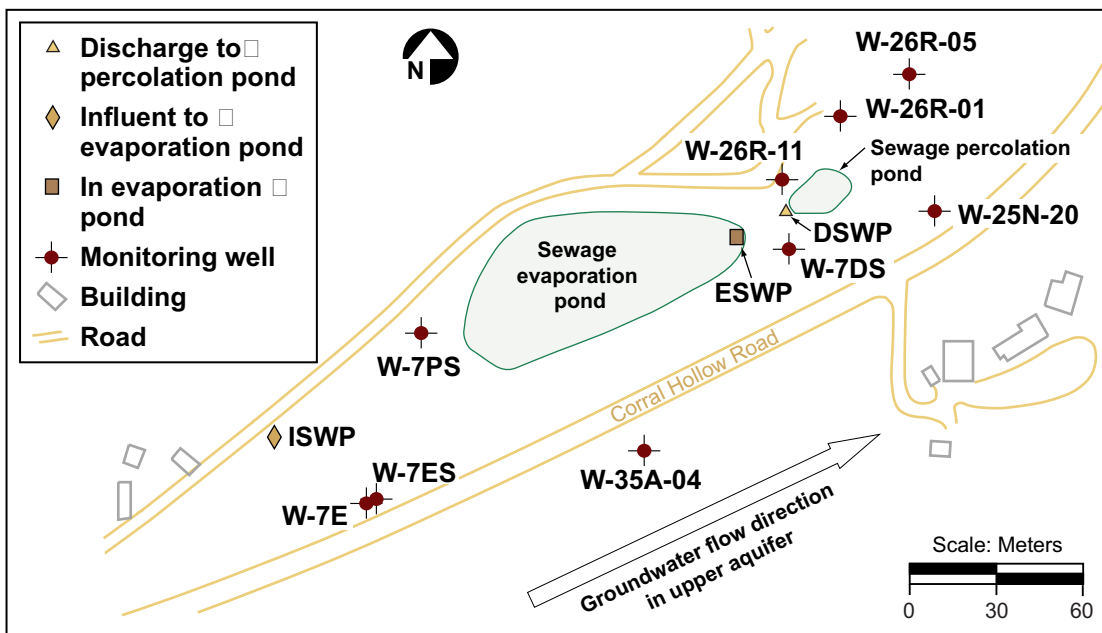 Discharge to
percolation pond
Influent to
evaporation pond
In evaporation
pond
Monitoring well
Building
Road
N
W-26R-05
W-26R-01
W-26R-11
Sewage percolation
pond
W-25N-20
DSWP
W-7DS
ESWP
Sewage
evaporation
pond
W-7PS
Corral Hollow Road
ISWP
W-7ES
W-7E
W-35A-04
Groundwater flow direction
in upper aquifer
Scale: Meters
0 30 60